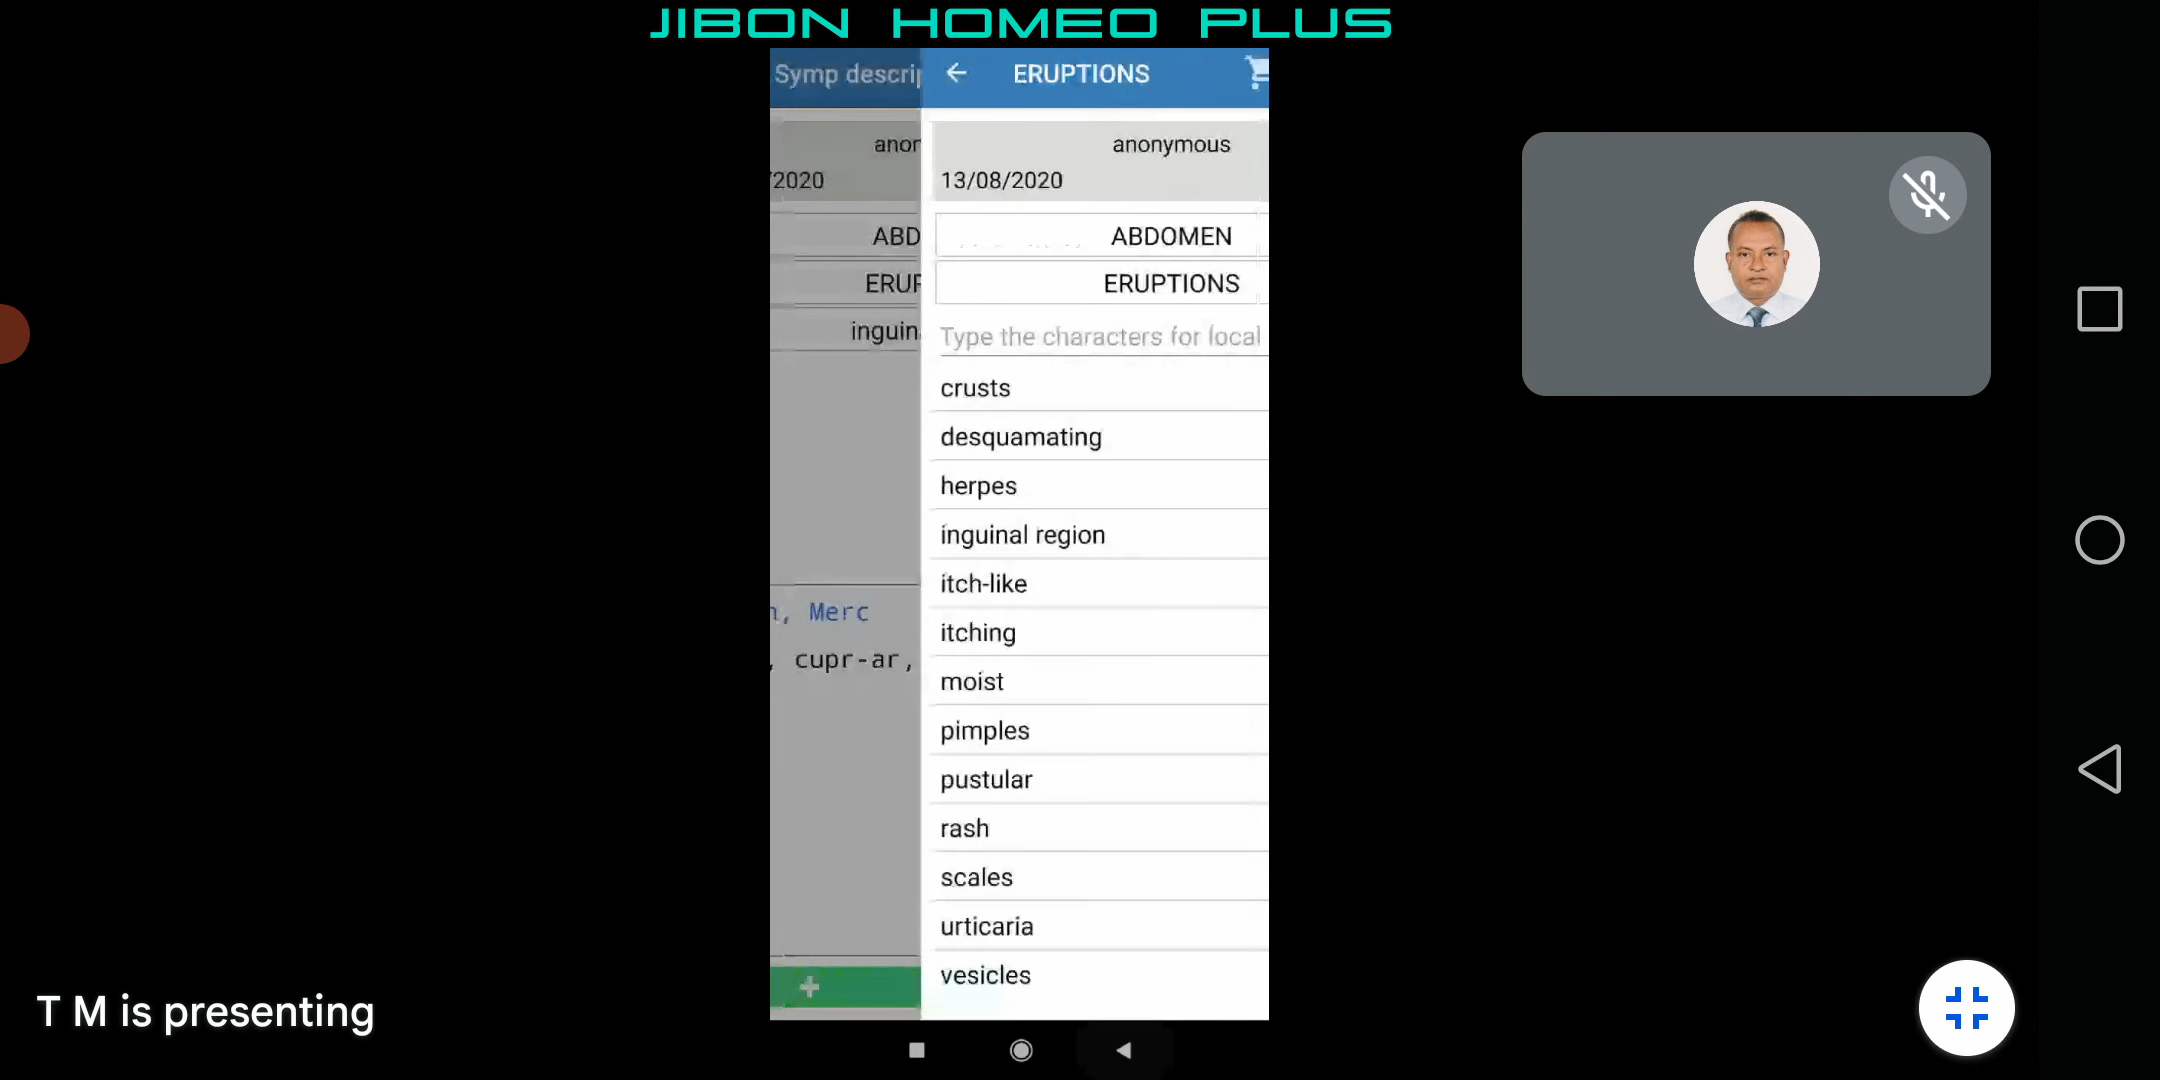 JIBON HOMEO PLUS
Symp descrip
anon
/2020
ABD
ERUP
inguin
, Merc
, cupr-ar,
ERUPTIONS
anonymous
13/08/2020
ABDOMEN
ERUPTIONS
Type the characters for local
crusts
desquamating
herpes
inguinal region
itch-like
itching
moist
pimples
pustular
rash
scales
urticaria
vesicles
T M is presenting